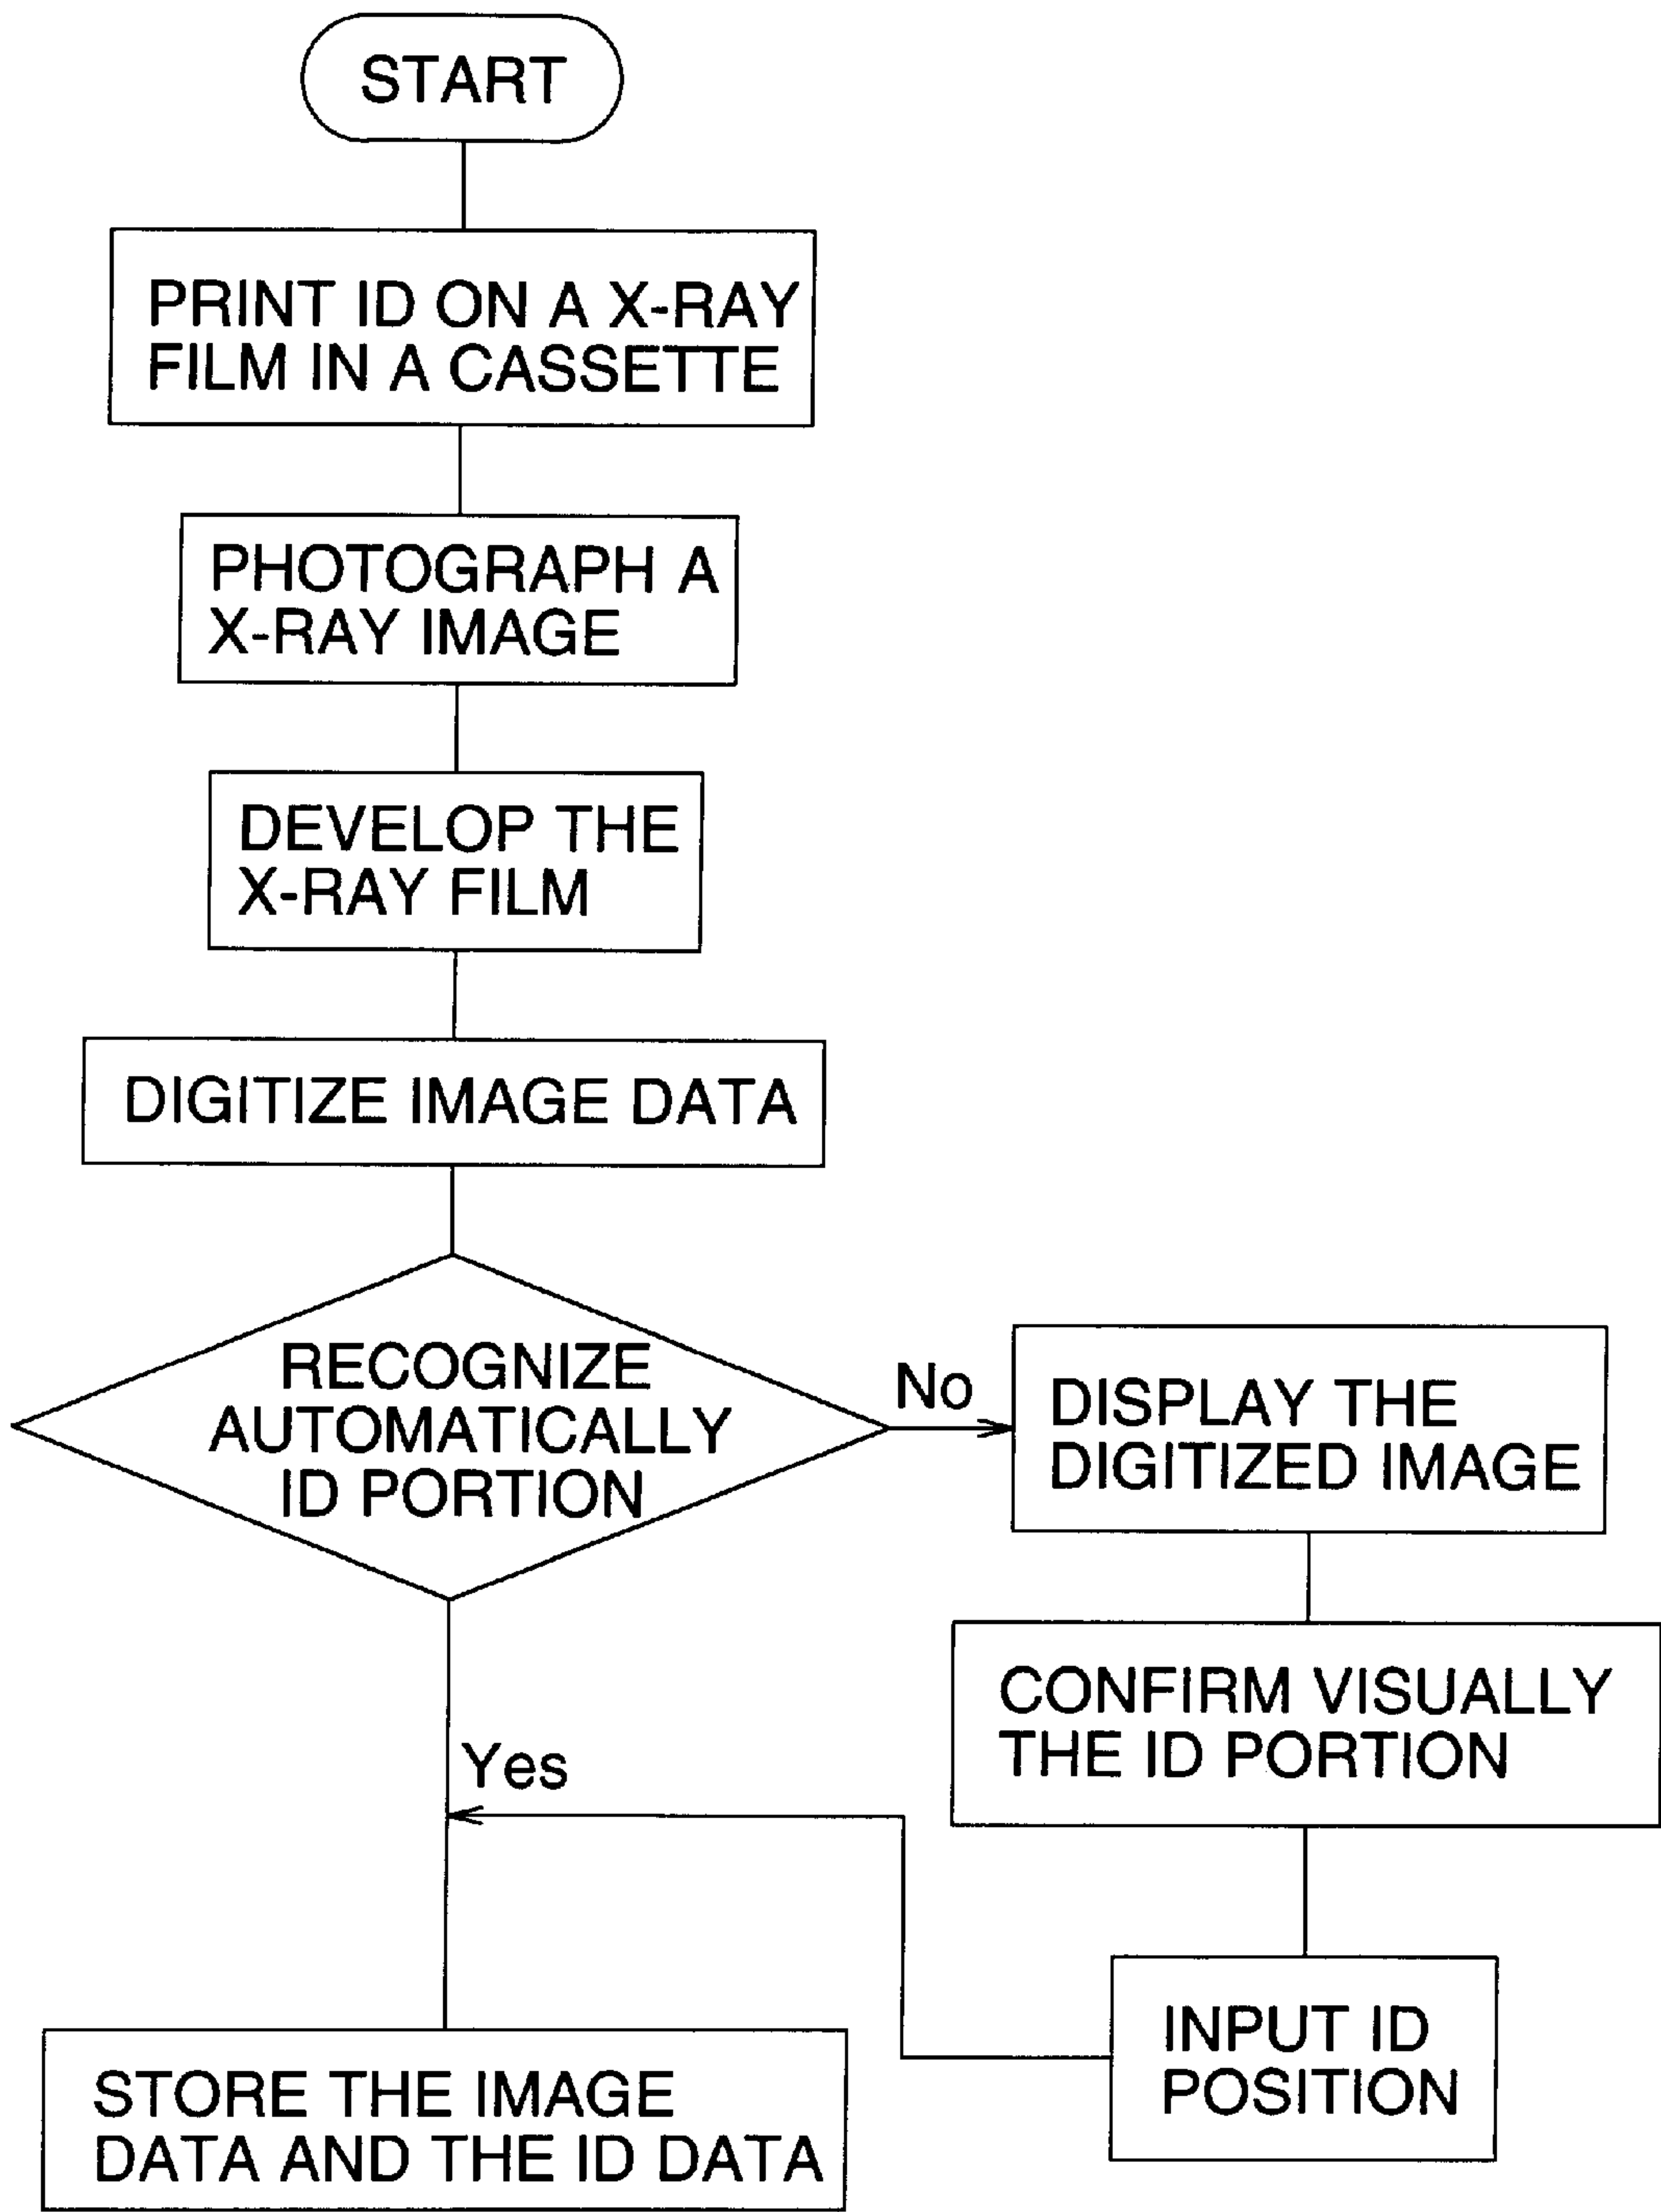 START
PRINT ID ON A X-RAY
FILM IN A CASSETTE
PHOTOGRAPH A
X-RAY IMAGE
DEVELOP THE
X-RAY FILM
DIGITIZE IMAGE DATA
RECOGNIZE
AUTOMATICALLY
ID PORTION
No
DISPLAY THE
DIGITIZED IMAGE
CONFIRM VISUALLY
THE ID PORTION
Yes
INPUT ID
POSITION
STORE THE IMAGE
DATA AND THE ID DATA